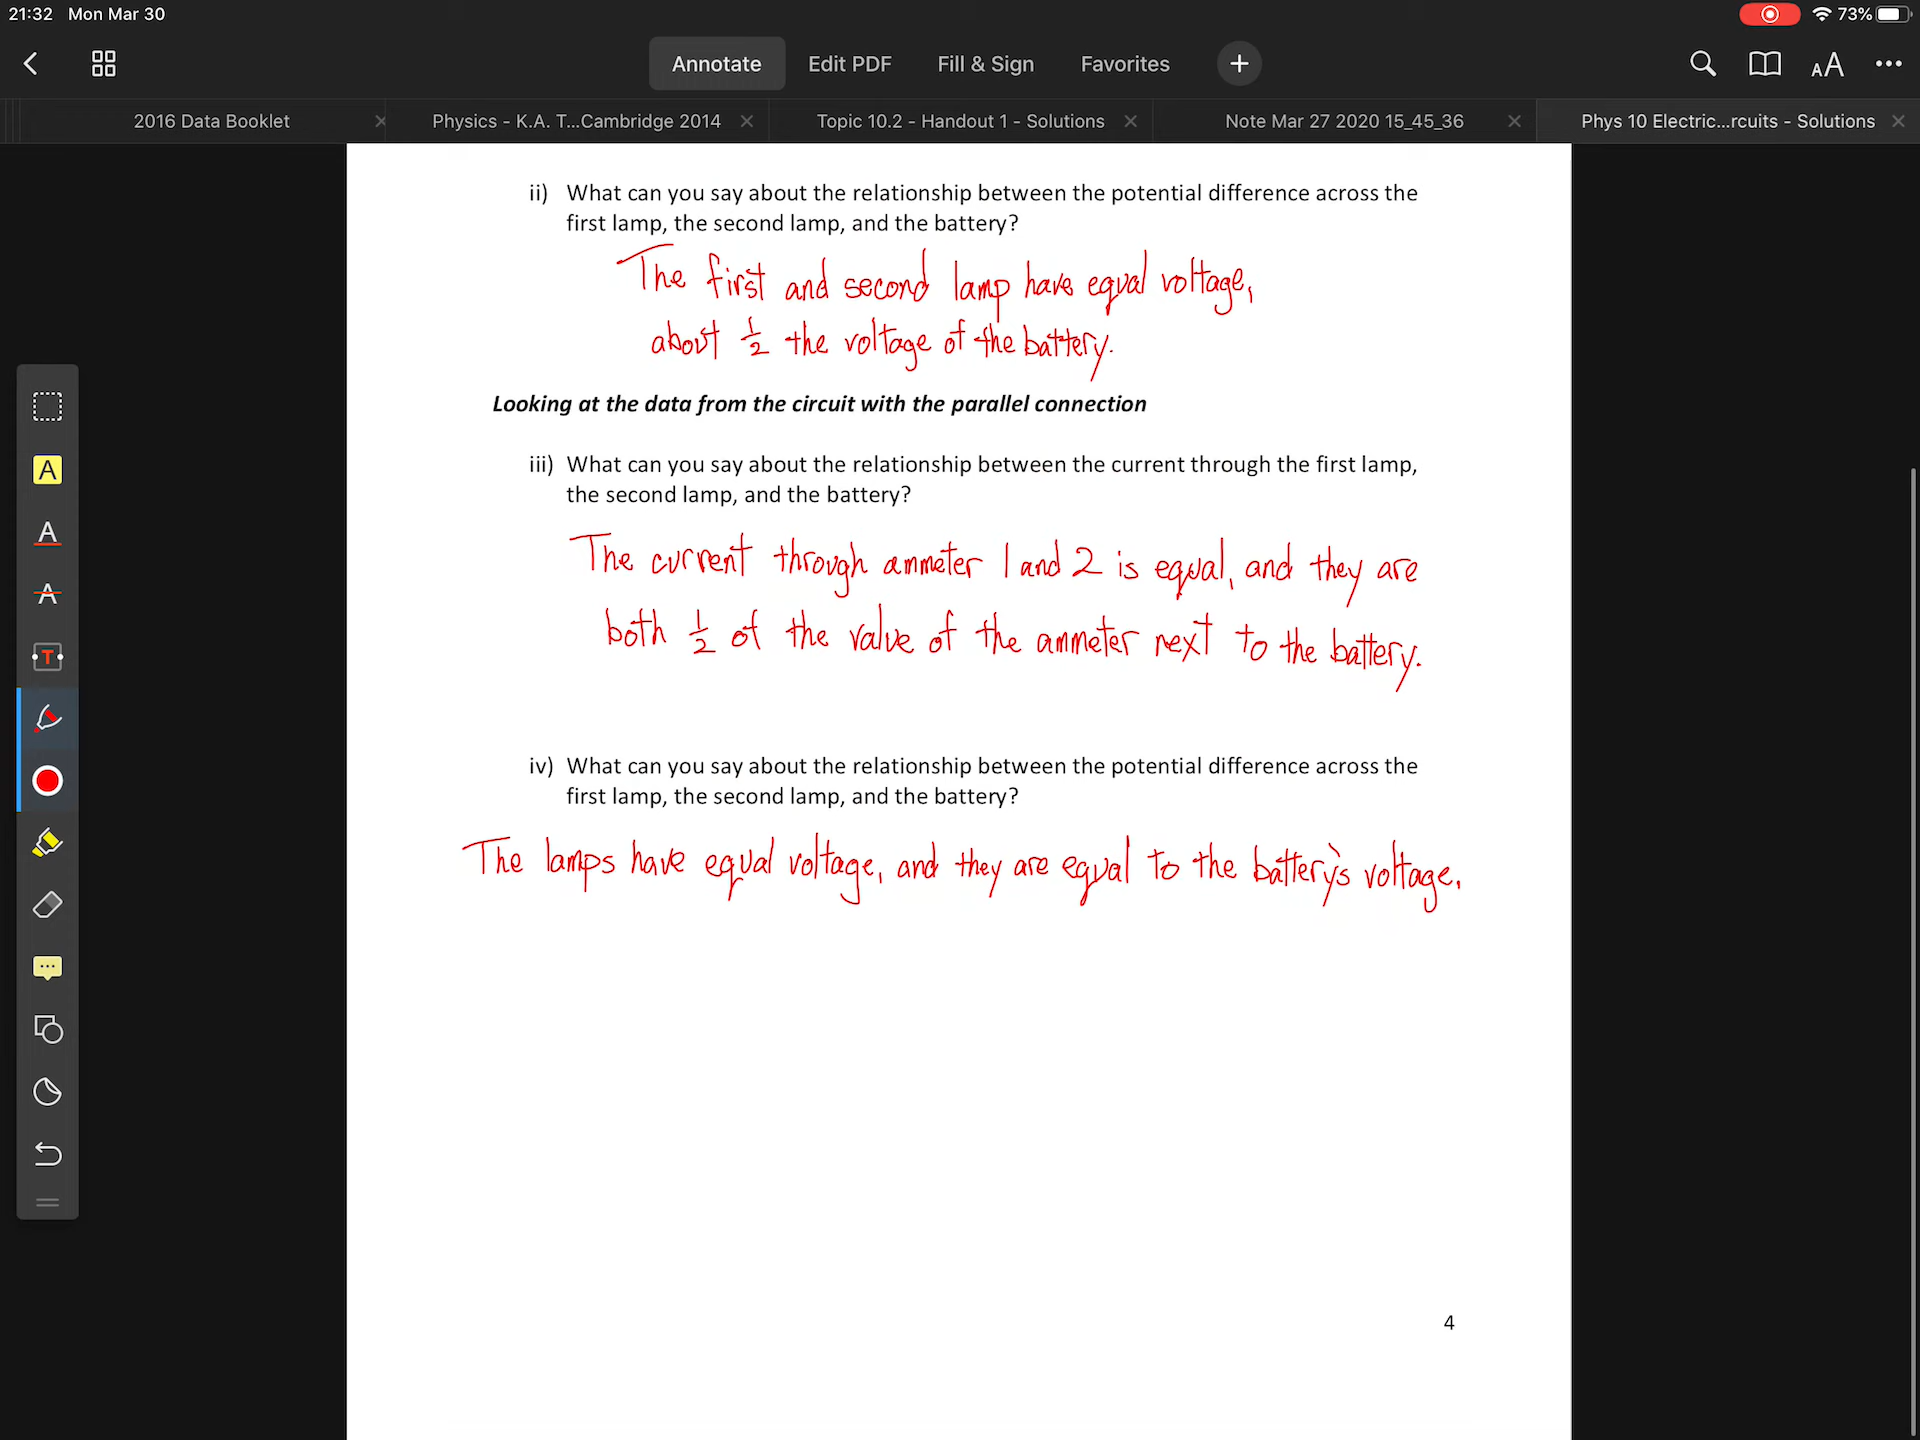 21:32 Mon Mar 30
73%
Annotate Edit PDF Fill & Sign Favorites
AA
2016 Data Booklet
Physics - K.A. T...Cambridge 2014
Topic 10.2 - Handout 1 - Solutions
Note Mar 27 2020 15_45_36
Phys 10 Electric...rcuits - Solutions
ii) What can you say about the relationship between the potential difference across the
first lamp, the second lamp, and the battery?
The first and second lamp have equal voltage,
about 1/2 the voltage of the battery.
Looking at the data from the circuit with the parallel connection
iii) What can you say about the relationship between the current through the first lamp,
the second lamp, and the battery?
The current through ammeter 1 and 2 is equal, and they are
both 1/2 of the value of the ammeter next to the battery.
iv) What can you say about the relationship between the potential difference across the
first lamp, the second lamp, and the battery?
The lamps have equal voltage, and they are equal to the battery's voltage.
4
A
A
A
T